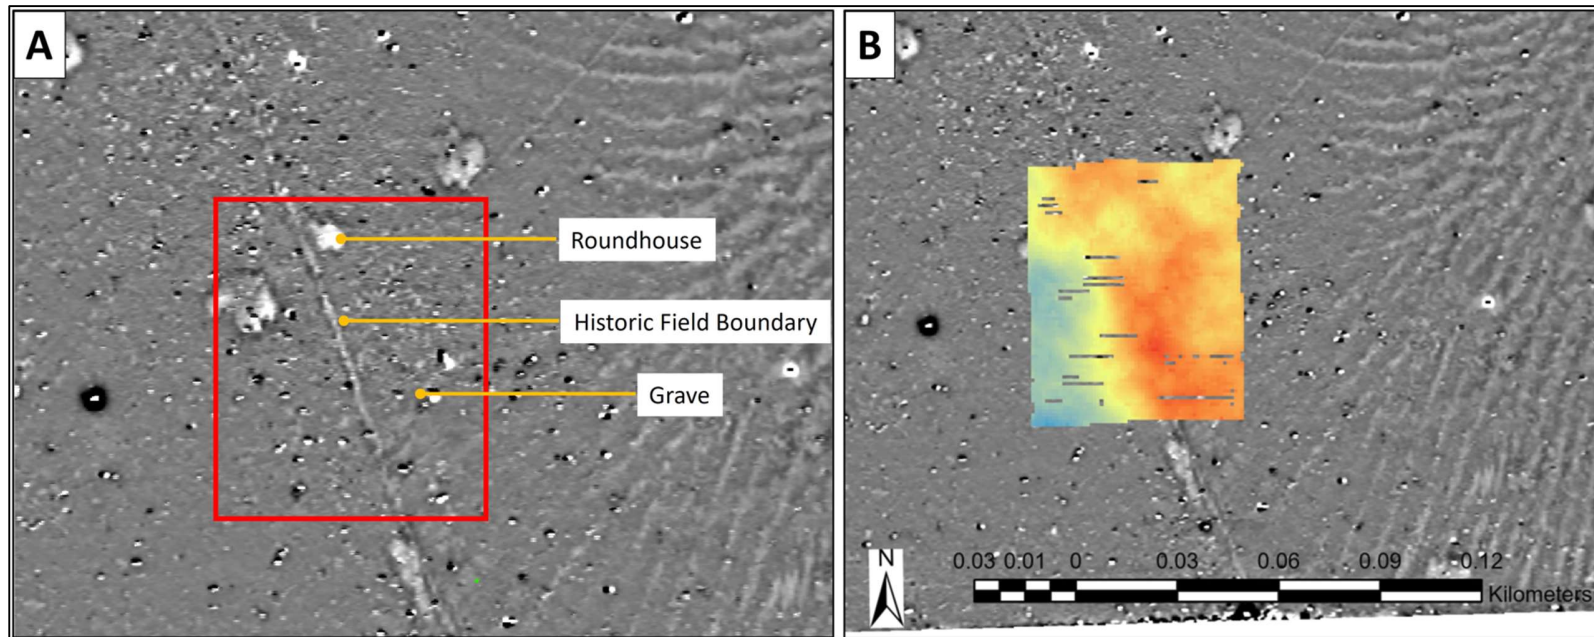 A
Roundhouse
Historic Field Boundary
Grave
B
N
0.03 0.01 0 0.03 0.06 0.09 0.12
Kilometers